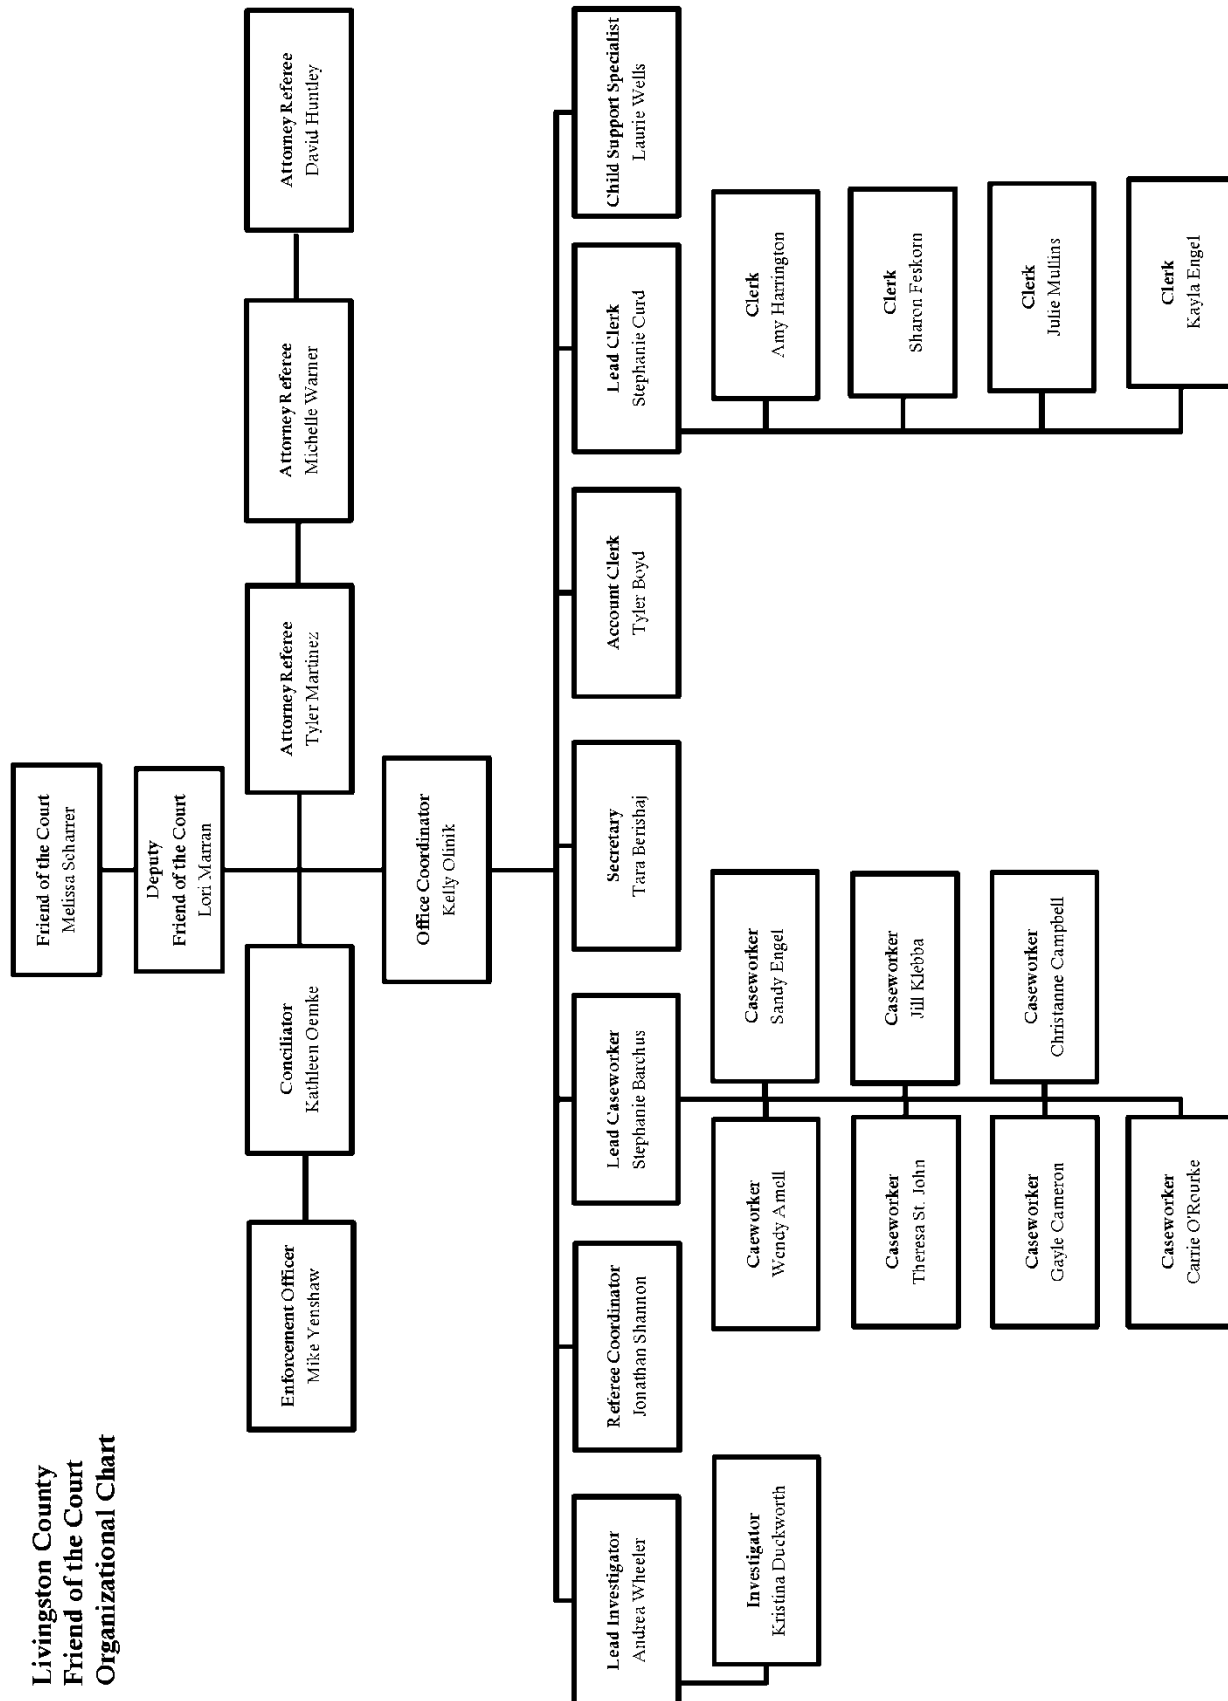 Livingston County
Friend of the Court
Organizational Chart
Friend of the Court
Melissa Scharrer
Deputy
Friend of the Court
Lori Marran
Enforcement Officer
Mike Yenshaw
Conciliator
Kathleen Oemke
Attorney Referee
Tyler Martinez
Attorney Referee
Michelle Warner
Attorney Referee
David Huntley
Office Coordinator
Kelly Olinik
Lead Investigator
Andrea Wheeler
Referee Coordinator
Jonathan Shannon
Lead Caseworker
Stephanie Barchus
Secretary
Tara Berishaj
Account Clerk
Tyler Boyd
Lead Clerk
Stephanie Curd
Child Support Specialist
Laurie Wells
Investigator
Kristina Duckworth
Caeworker
Wendy
Caseworker
Sandy Engel
Clerk
Amy Harrington
Caseworker
Theresa St. John
Caseworker
Jill Klebba
Clerk
Sharon Feskorn
Caseworker
Gayle Cameron
Caseworker
Christanne Campbell
Clerk
Julie Mullins
Caseworker
Carrie O'Rourke
Clerk
Kayla Engel